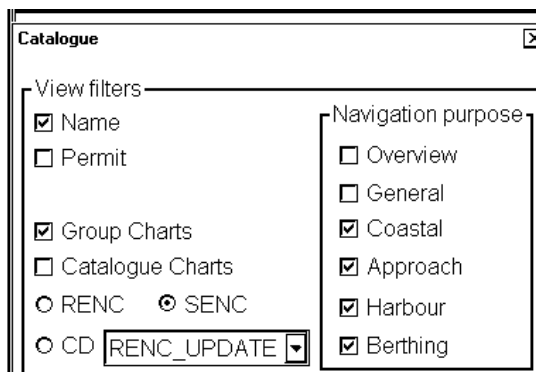 Catalogue
View filters
Name
Permit
Group Charts
Catalogue Charts
RENC SENC
CD RENC_UPDATE
Navigation purpose
Overview
General
Coastal
Approach
Harbour
Berthing